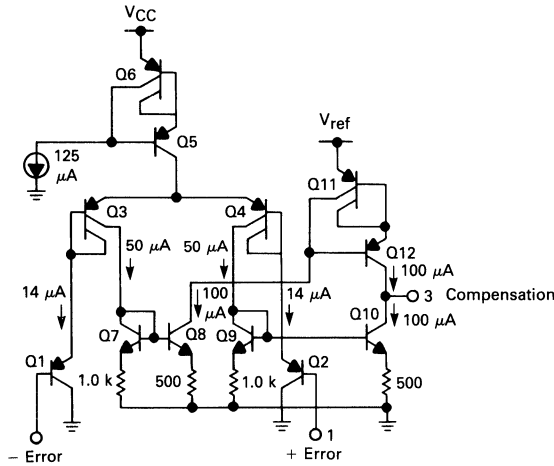 VCC
Q6
Q5
125
μA
Vref
Q11
Q3
Q4
Q12
50 μA
50 μA
100 μA
14 μA
100
μA
14 μA
3 Compensation
100 μA
Q7
Q8
Q9
Q10
Q1
Q2
1.0 k
500
1.0 k
500
1
− Error
+ Error